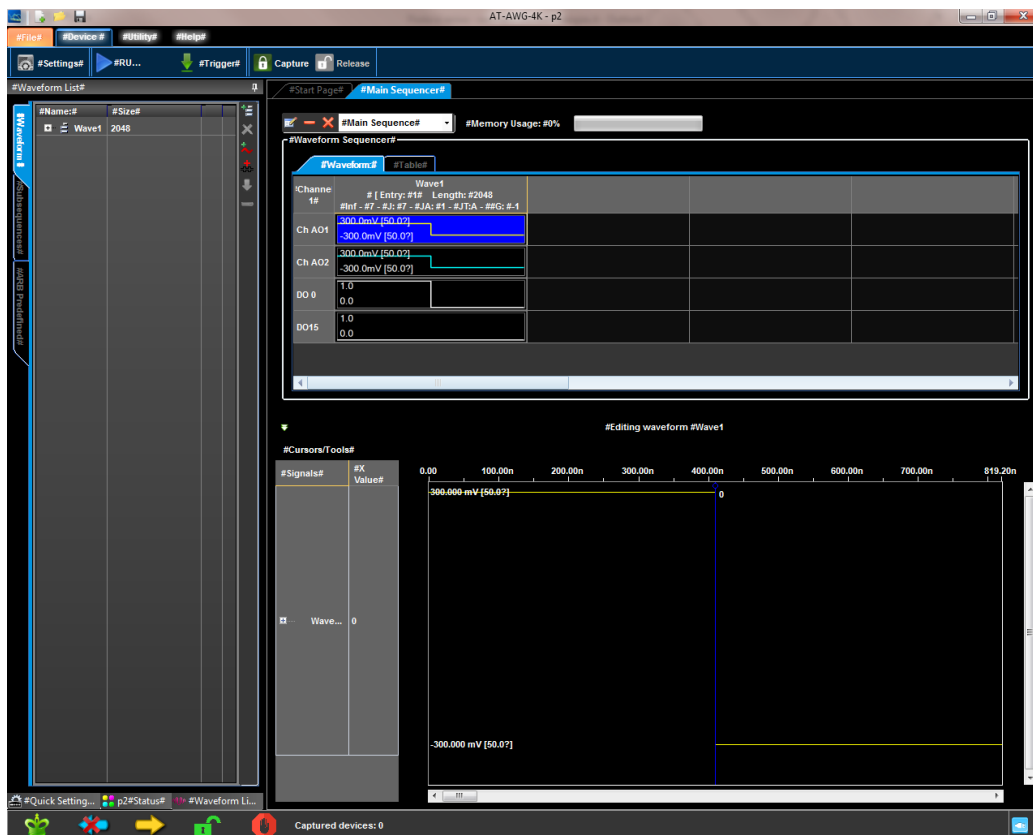 AT-AWG-4K - p2
#File# #Device # #Utility# #Help#
#Settings# #RU... #Trigger# Capture Release
#Waveform List#
#Start Page# #Main Sequencer#
#Name:# #Size#
Wave1 2048
#Waveform #
#Subsequences#
#ARB Predefined#
#Main Sequence# #Memory Usage: #0%
#Waveform Sequencer#
#Waveform:# #Table#
Wave1
# [ Entry: #1# Length: #2048
#Inf - #7 - #J: #7 - #JA: #1 - #JT:A - ##G: #-1
Channe
1#
Ch AO1
300.0mV [50.0?]
-300.0mV [50.0?]
Ch AO2
300.0mV [50.0?]
-300.0mV [50.0?]
DO 0
1.0
0.0
DO15
1.0
0.0
#Editing waveform #Wave1
#Cursors/Tools#
#Signals#
#X
Value#
0.00 100.00n 200.00n 300.00n 400.00n 500.00n 600.00n 700.00n 819.20n
300.000 mV [50.0?]
0
Wave... 0
-300.000 mV [50.0?]
#Quick Setting... p2#Status# #Waveform Li...
Captured devices: 0